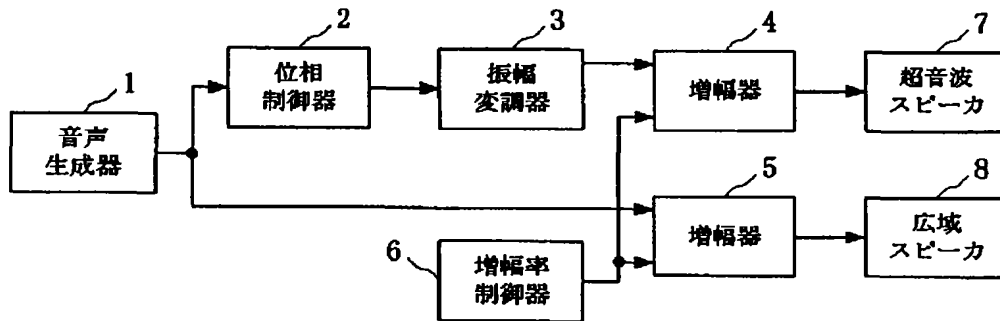 1
音声
生成器
2
位相
制御器
3
振幅
変調器
4
増幅器
7
超音波
スピーカ
5
増幅器
8
広域
スピーカ
6
増幅率
制御器